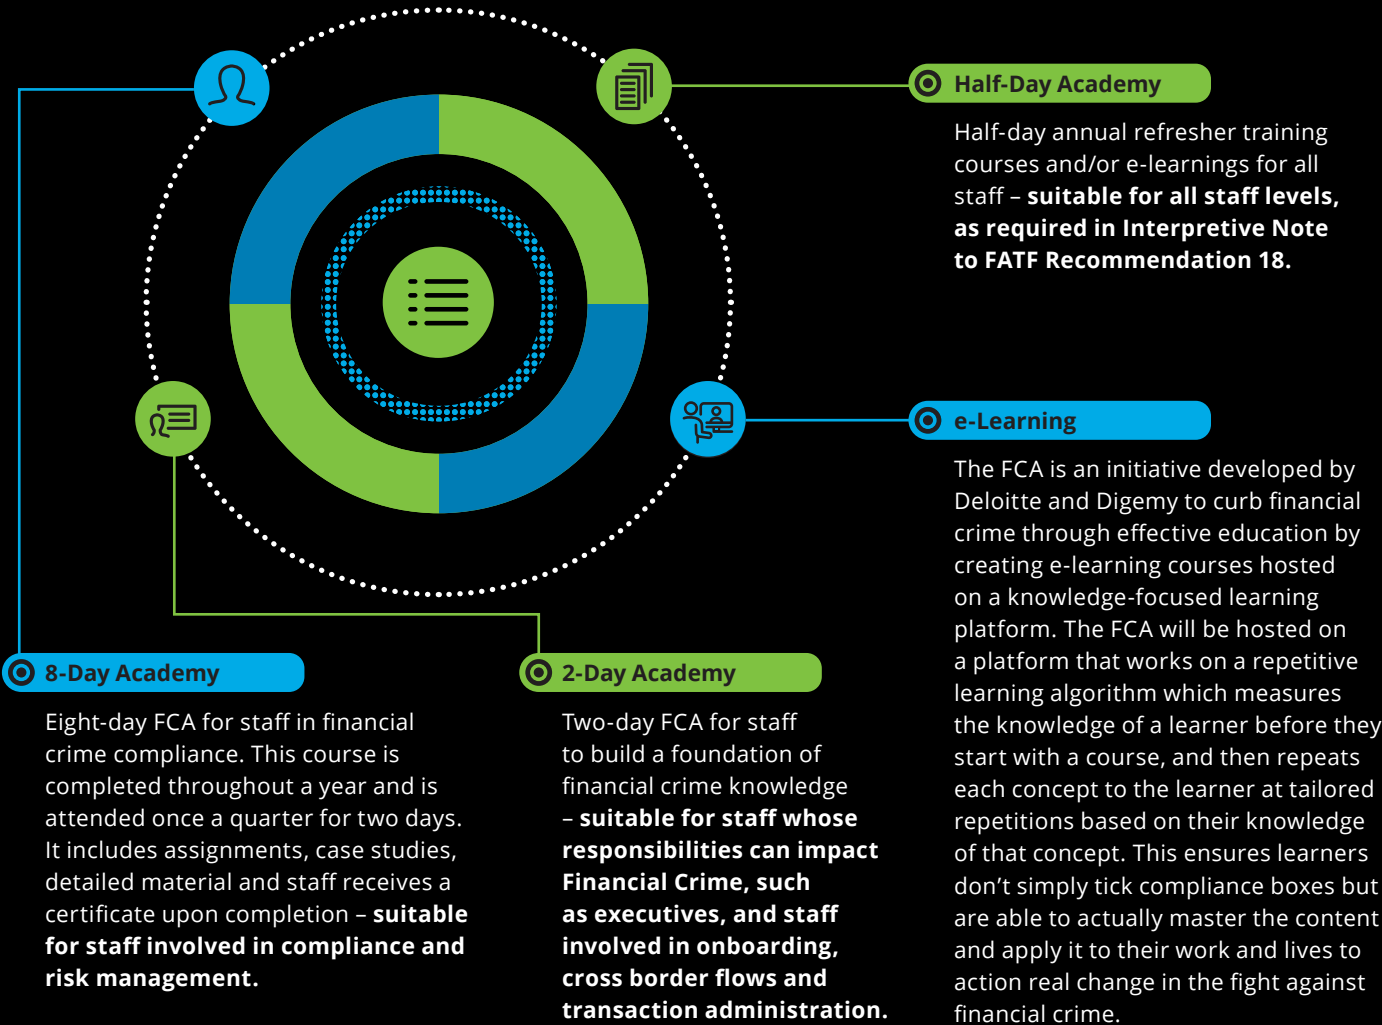 Half-Day Academy
Half-day annual refresher training
courses and/or e-learnings for all
staff – suitable for all staff levels,
as required in Interpretive Note
to FATF Recommendation 18.
e-Learning
The FCA is an initiative developed by
Deloitte and Digemy to curb financial
crime through effective education by
creating e-learning courses hosted
on a knowledge-focused learning
platform. The FCA will be hosted on
a platform that works on a repetitive
learning algorithm which measures
the knowledge of a learner before they
start with a course, and then repeats
each concept to the learner at tailored
repetitions based on their knowledge
of that concept. This ensures learners
don’t simply tick compliance boxes but
are able to actually master the content
and apply it to their work and lives to
action real change in the fight against
financial crime.
8-Day Academy
Eight-day FCA for staff in financial
crime compliance. This course is
completed throughout a year and is
attended once a quarter for two days.
It includes assignments, case studies,
detailed material and staff receives a
certificate upon completion – suitable
for staff involved in compliance and
risk management.
2-Day Academy
Two-day FCA for staff
to build a foundation of
financial crime knowledge
– suitable for staff whose
responsibilities can impact
Financial Crime, such
as executives, and staff
involved in onboarding,
cross border flows and
transaction administration.